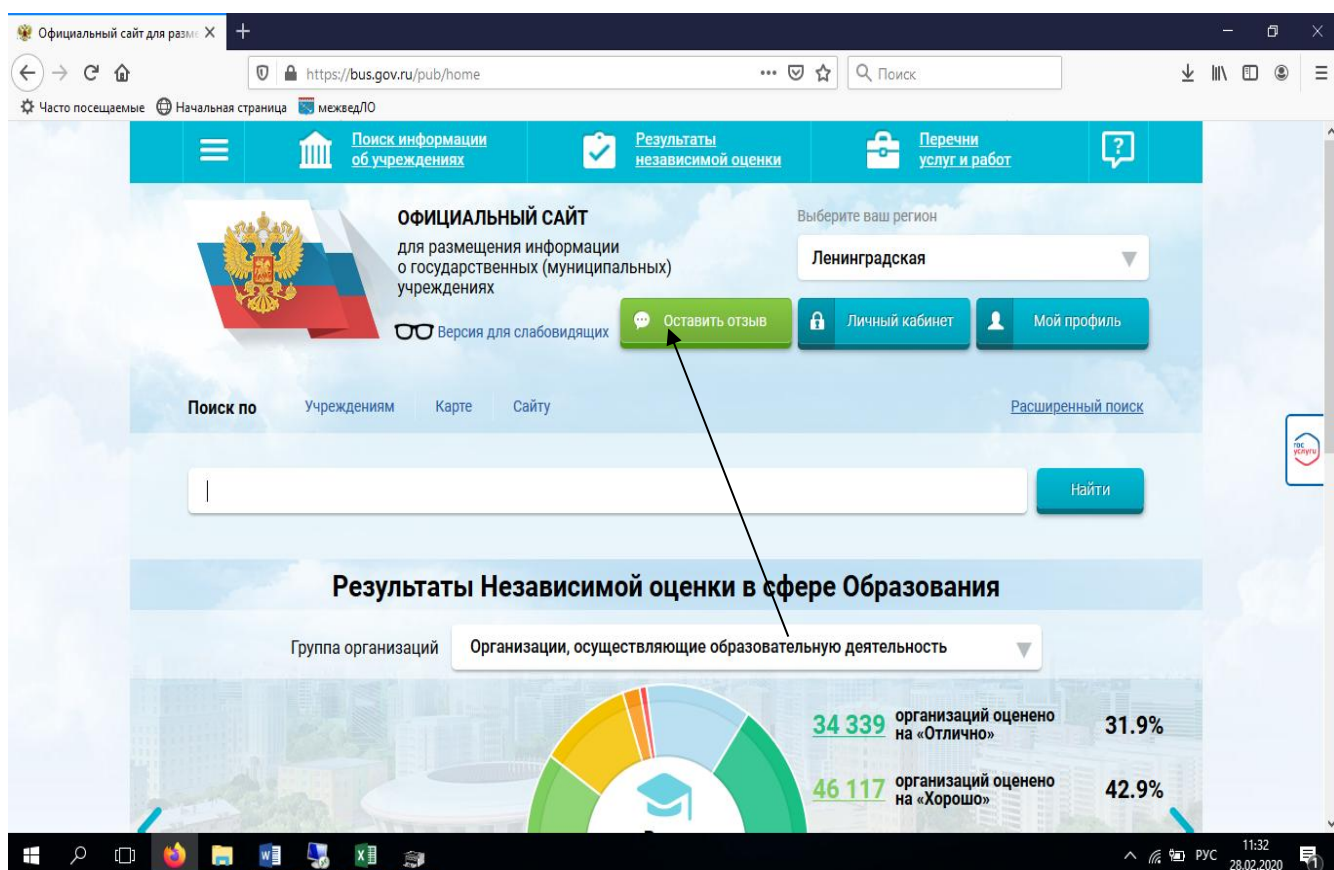 Официальный сайт для разме
https://bus.gov.ru/pub/home
Поиск
Часто посещаемые
Начальная страница
межведЛО
Поиск информации
об учреждениях
Результаты
независимой оценки
Перечни
услуг и работ
ОФИЦИАЛЬНЫЙ САЙТ
для размещения информации
о государственных (муниципальных)
учреждениях
Версия для слабовидящих
Выберите ваш регион
Ленинградская
Оставить отзыв
Личный кабинет
Мой профиль
Поиск по
Учреждениям
Карте
Сайту
Расширенный поиск
гос
услуги
Найти
Результаты Независимой оценки в сфере Образования
Группа организаций
Организации, осуществляющие образовательную деятельность
34 339
организаций оценено
на «Отлично»
31.9%
46 117
организаций оценено
на «Хорошо»
42.9%
РУС
11:32
28.02.2020